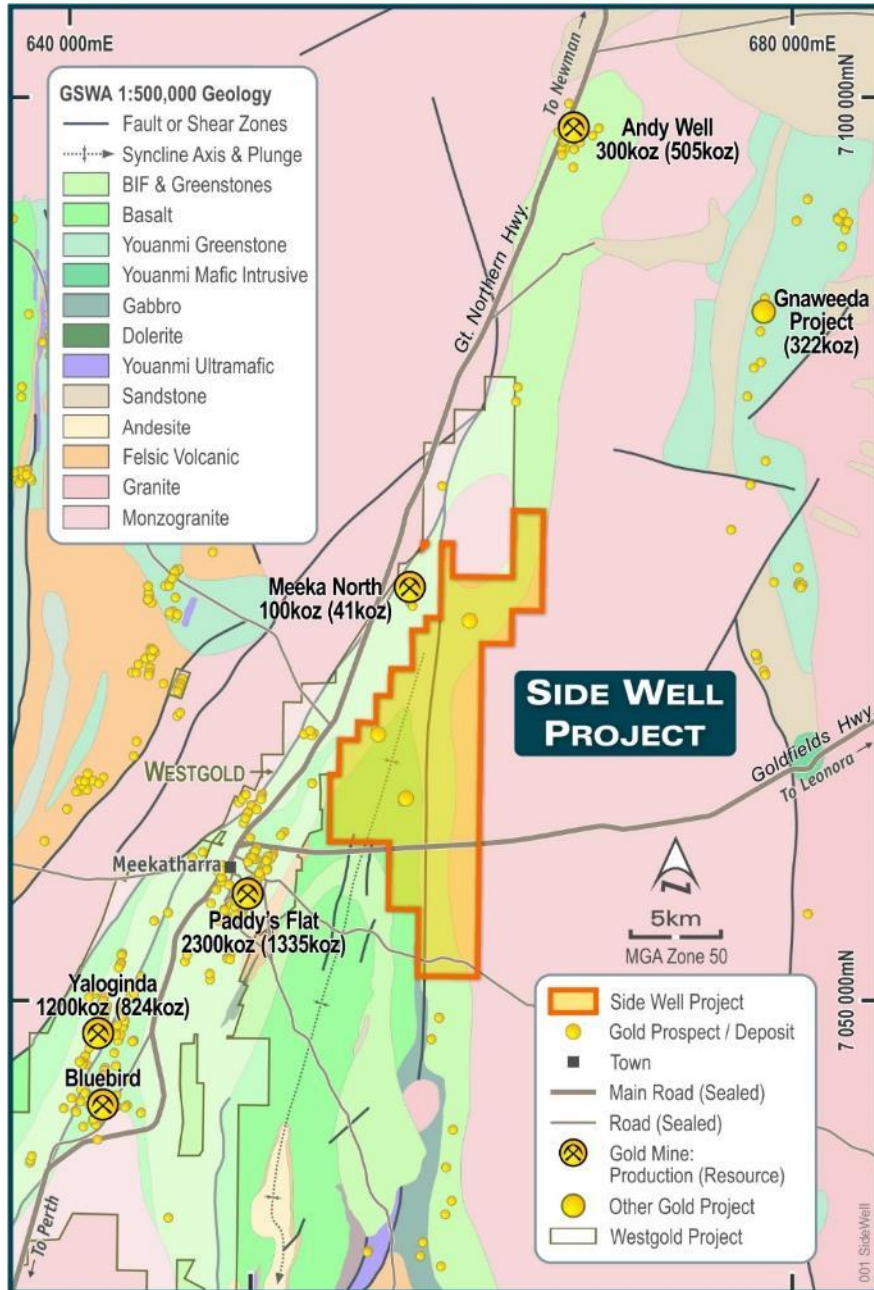 640 000mE
680 000mE
7 100 000mN
7 050 000mN
GSWA 1:500,000 Geology
Fault or Shear Zones
Syncline Axis & Plunge
BIF & Greenstones
Basalt
Youanmi Greenstone
Youanmi Mafic Intrusive
Gabbro
Dolerite
Youanmi Ultramafic
Sandstone
Andesite
Felsic Volcanic
Granite
Monzogranite
To Newman
Andy Well
300koz (505koz)
Gt. Northern Hwy.
Gnaweeda
Project
(322koz)
Meeka North
100koz (41koz)
SIDE WELL
PROJECT
WESTGOLD
Goldfields Hwy
To Leonora
Meekatharra
Paddy's Flat
2300koz (1335koz)
Yaloginda
1200koz (824koz)
Bluebird
To Perth
N
5km
MGA Zone 50
Side Well Project
Gold Prospect / Deposit
Town
Main Road (Sealed)
Road (Sealed)
Gold Mine:
Production (Resource)
Other Gold Project
Westgold Project
001 SideWell